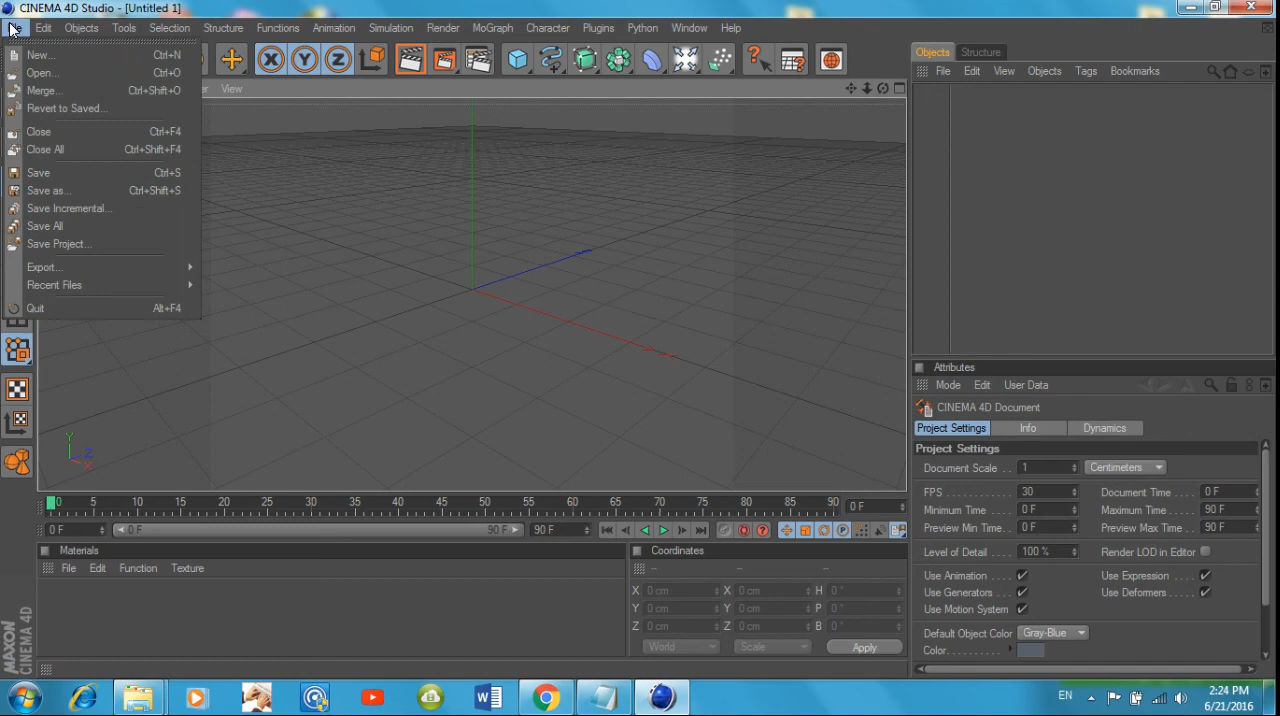 CINEMA 4D Studio - [Untitled 1]
Edit Objects Tools Selection Structure Functions Animation Simulation Render MoGraph Character Plugins Python Window Help
New... Ctrl+N
Open... Ctrl+O
Merge... Ctrl+Shift+O
Revert to Saved...
Close Ctrl+F4
Close All Ctrl+Shift+F4
Save Ctrl+S
Save as... Ctrl+Shift+S
Save Incremental...
Save All
Save Project...
Export...
Recent Files
Quit Alt+F4
X Y Z
View
Y
Z
X
0 5 10 15 20 25 30 35 40 45 50 55 60 65 70 75 80 85 90 0 F
0 F 0 F 90 F 90 F
P
Materials
File Edit Function Texture
Coordinates
-- -- --
X 0 cm X 0 cm H 0 °
Y 0 cm Y 0 cm P 0 °
Z 0 cm Z 0 cm B 0 °
World Scale Apply
Objects Structure
File Edit View Objects Tags Bookmarks
Attributes
Mode Edit User Data
CINEMA 4D Document
Project Settings Info Dynamics
Project Settings
Document Scale . . 1 Centimeters
FPS . . . . . . . . . . . . 30 Document Time . 0 F
Minimum Time . . 0 F Maximum Time . 90 F
Preview Min Time. . 0 F Preview Max Time . 90 F
Level of Detail . . . 100 % Render LOD in Editor
Use Animation . . . Use Expression . . . .
Use Generators . . Use Deformers. . . .
Use Motion System
Default Object Color Gray-Blue
Color. . . . . . . . . .
MAXON
CINEMA 4D
EN
2:24 PM
6/21/2016